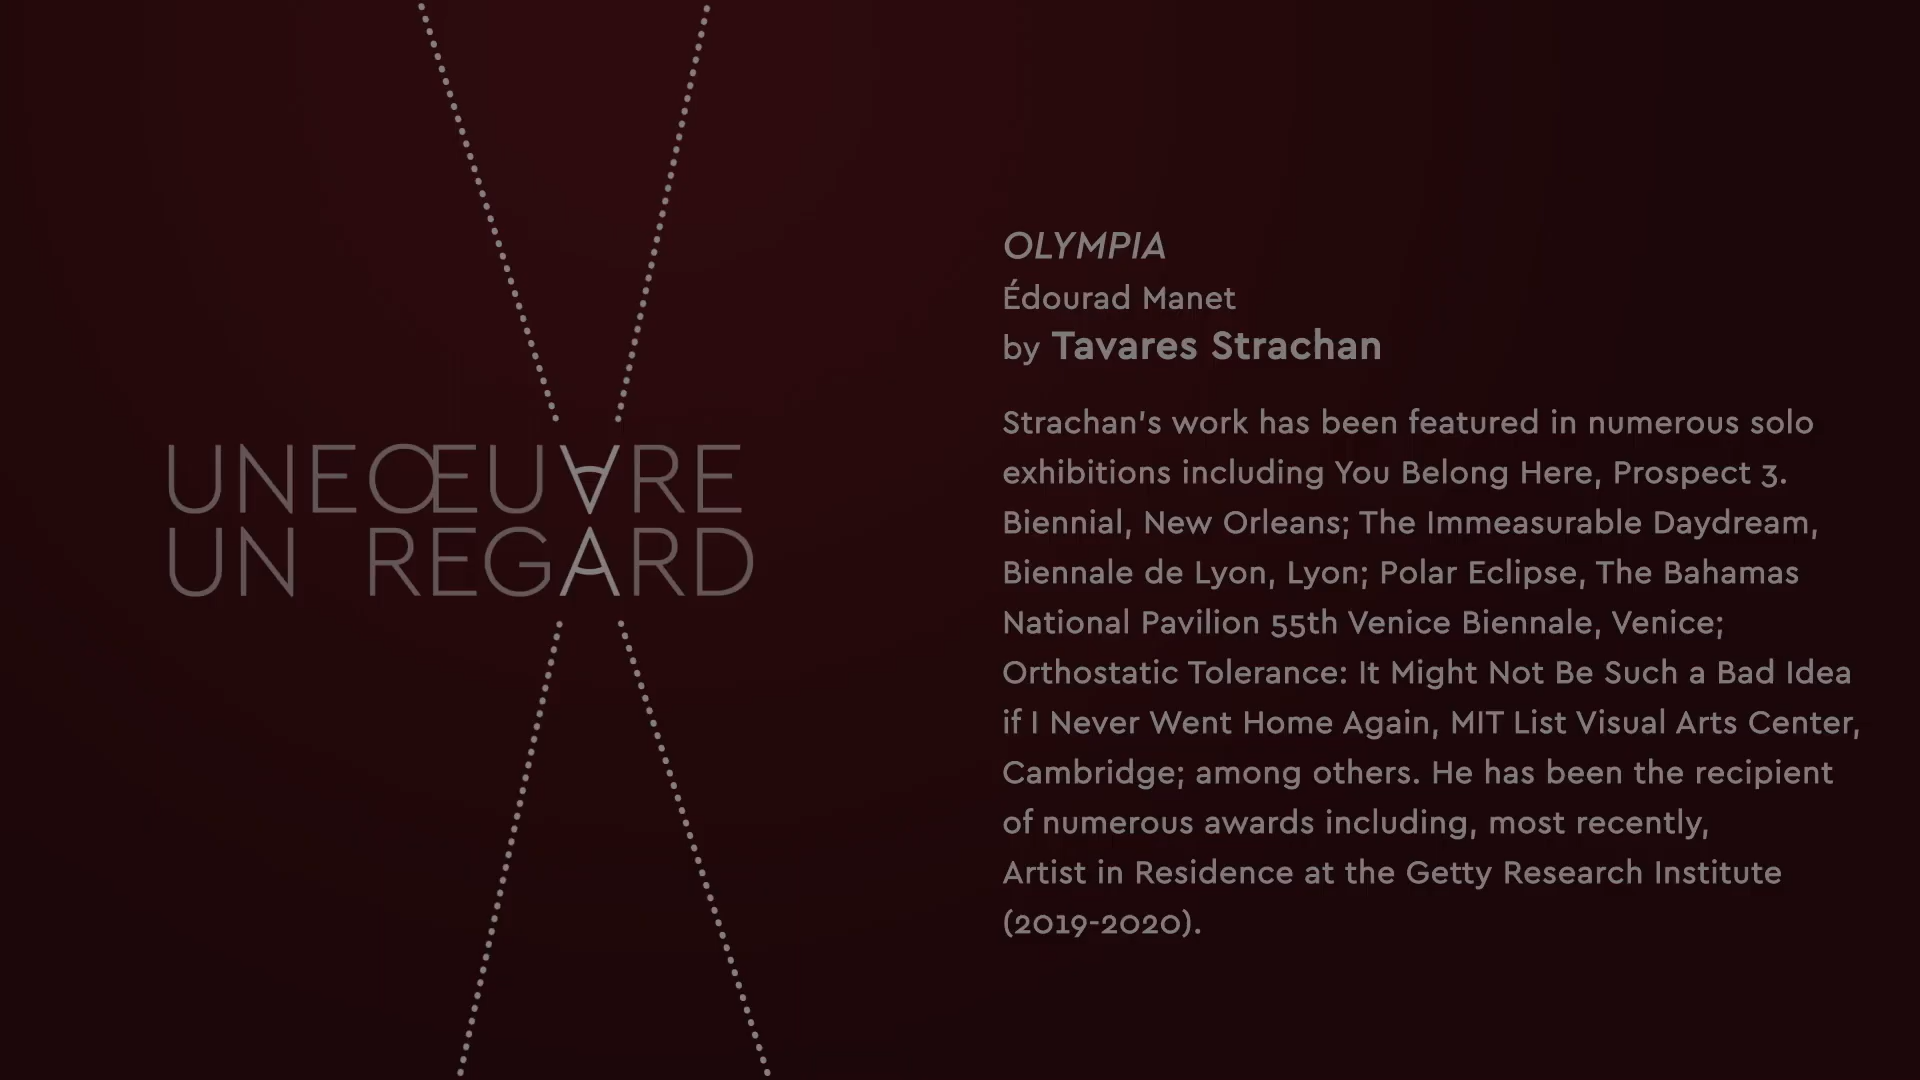 UNE ŒUVRE
UN REGARD
OLYMPIA
Édourad Manet
by Tavares Strachan
Strachan's work has been featured in numerous solo
exhibitions including You Belong Here, Prospect 3.
Biennial, New Orleans; The Immeasurable Daydream,
Biennale de Lyon, Lyon; Polar Eclipse, The Bahamas
National Pavilion 55th Venice Biennale, Venice;
Orthostatic Tolerance: It Might Not Be Such a Bad Idea
if I Never Went Home Again, MIT List Visual Arts Center,
Cambridge; among others. He has been the recipient
of numerous awards including, most recently,
Artist in Residence at the Getty Research Institute
(2019-2020).